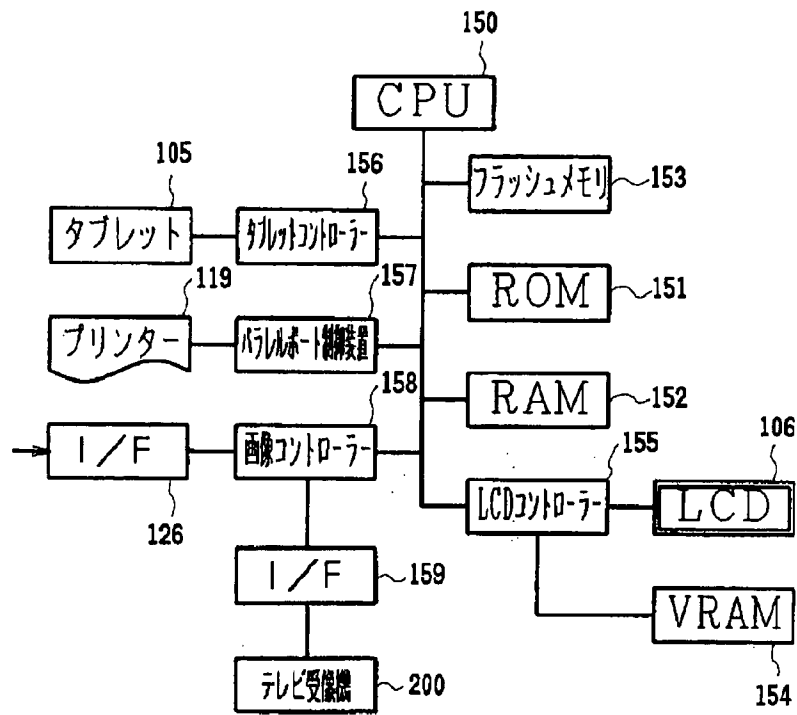 150
CPU
105
156
フラッシュメモリ
153
タブレット
タブレットコントローラー
119
157
ROM
151
プリンター
パラレルポート制御装置
158
RAM
152
I/F
画像コントローラー
155
106
LCDコントローラー
LCD
126
I/F
159
VRAM
154
テレビ受像機
200